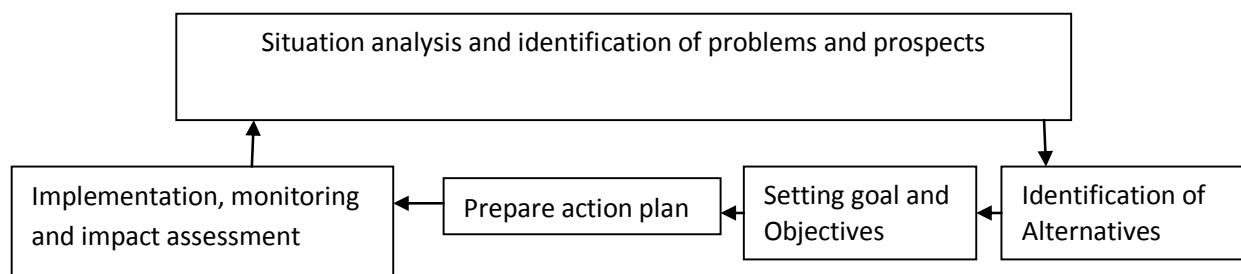 Situation analysis and identification of problems and prospects
Implementation, monitoring
and impact assessment
Prepare action plan
Setting goal and
Objectives
Identification of
Alternatives